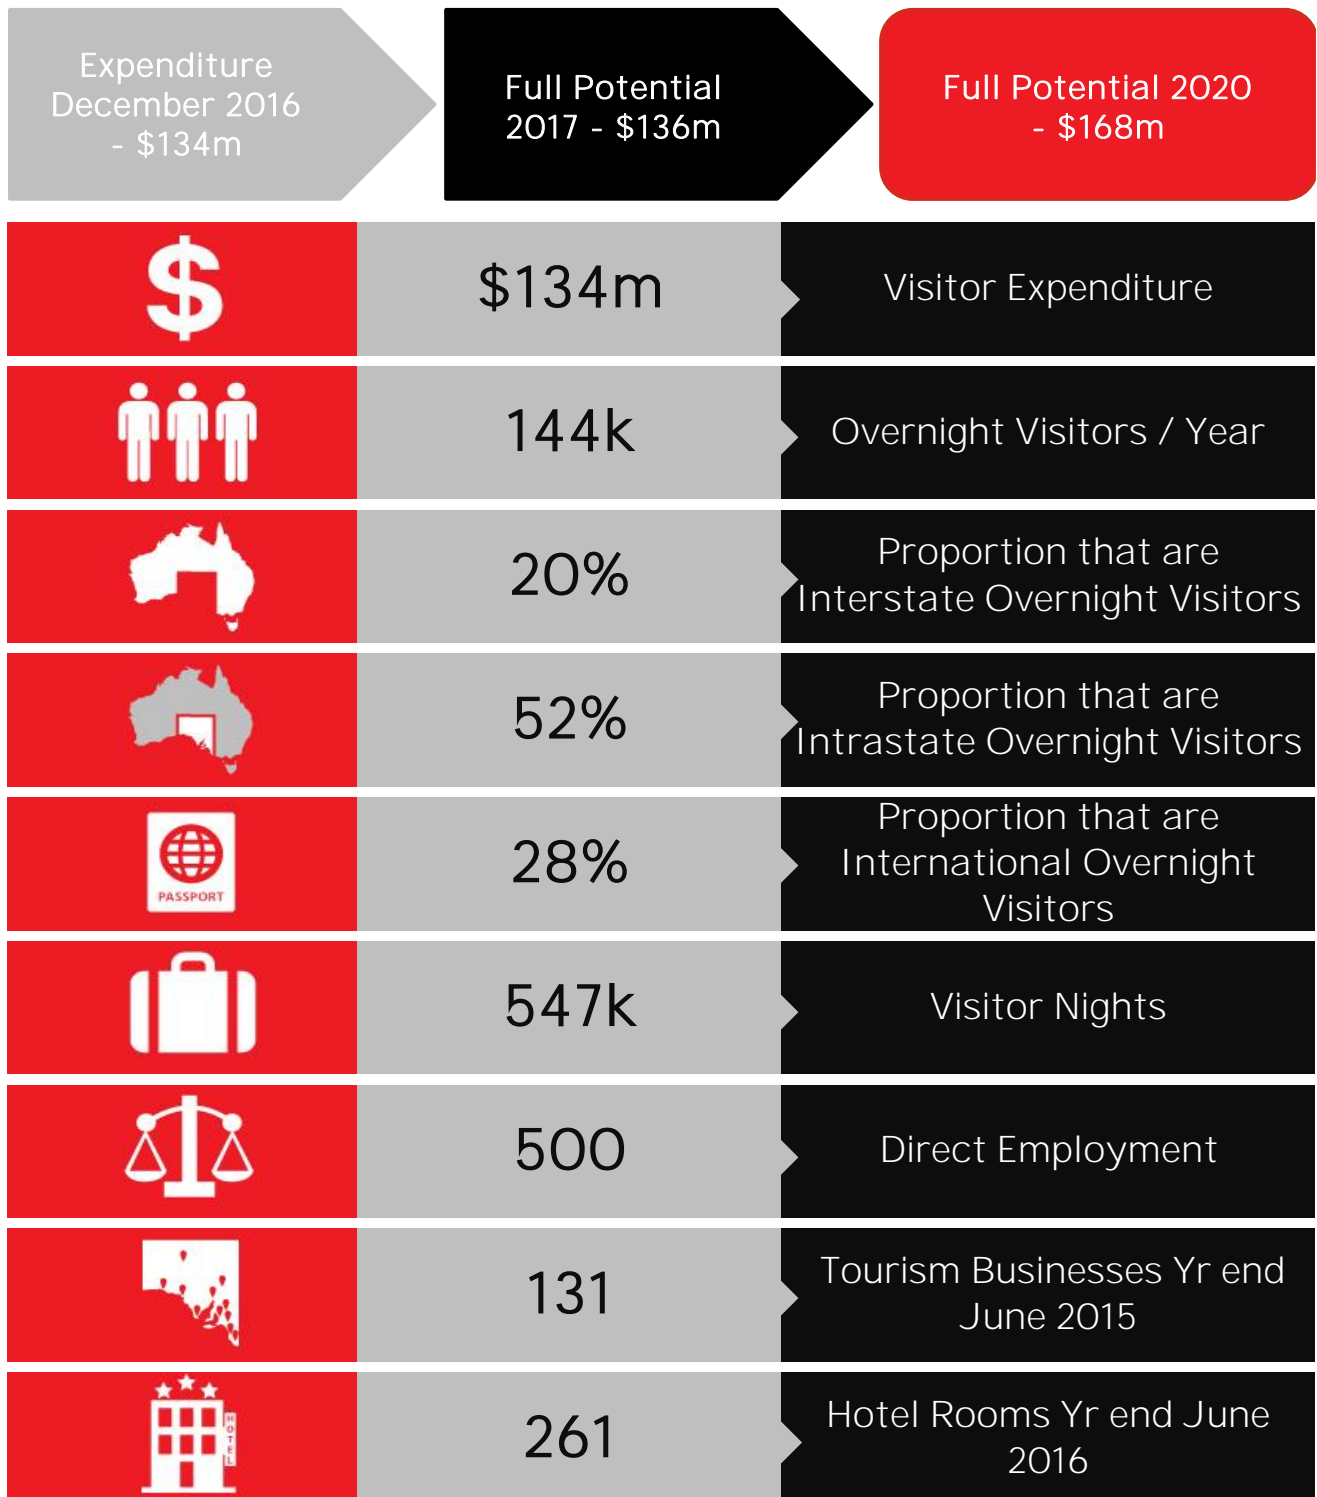 Expenditure
December 2016
- $134m
Full Potential
2017 - $136m
Full Potential 2020
- $168m
$134m
Visitor Expenditure
144k
Overnight Visitors / Year
20%
Proportion that are
Interstate Overnight Visitors
52%
Proportion that are
Intrastate Overnight Visitors
PASSPORT
28%
Proportion that are
International Overnight
Visitors
547k
Visitor Nights
500
Direct Employment
131
Tourism Businesses Yr end
June 2015
HOTEL
261
Hotel Rooms Yr end June
2016